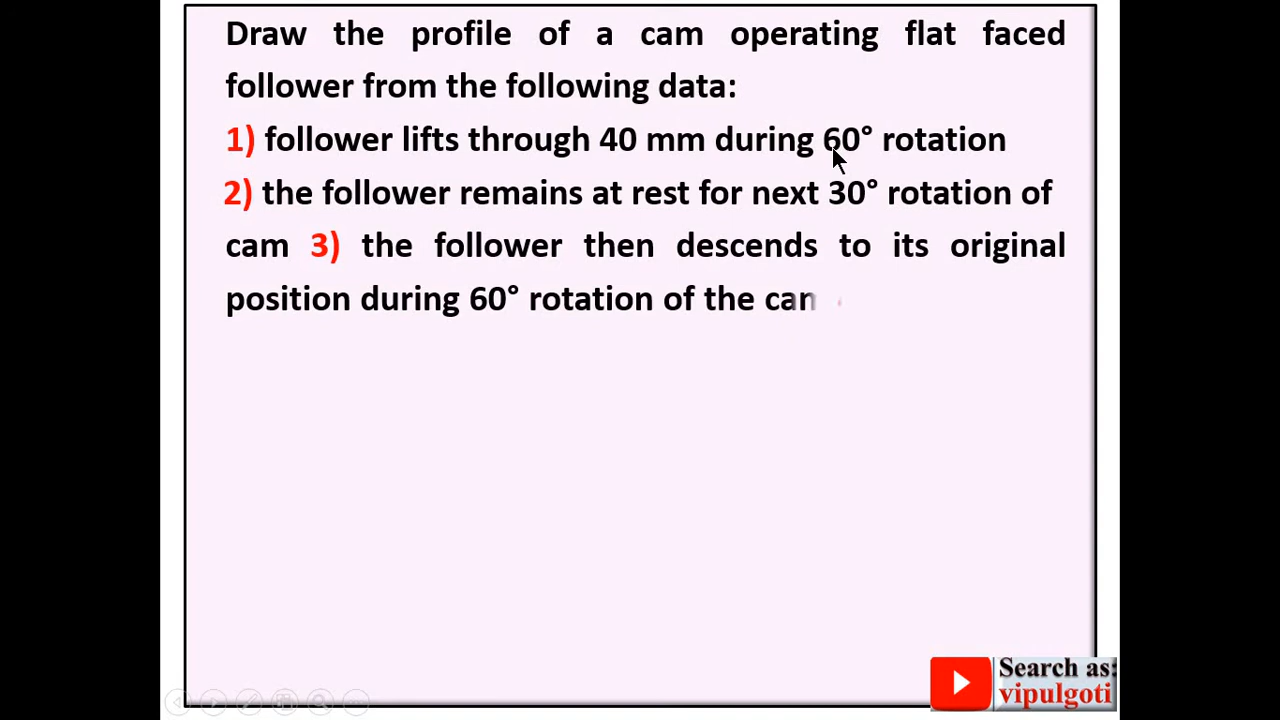 Draw the profile of a cam operating flat faced
follower from the following data:
1) follower lifts through 40 mm during 60° rotation
2) the follower remains at rest for next 30° rotation of
cam 3) the follower then descends to its original
position during 60° rotation of the cam
Search as:
vipulgoti